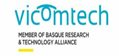 vicomtech
MEMBER OF BASQUE RESEARCH
& TECHNOLOGY ALLIANCE